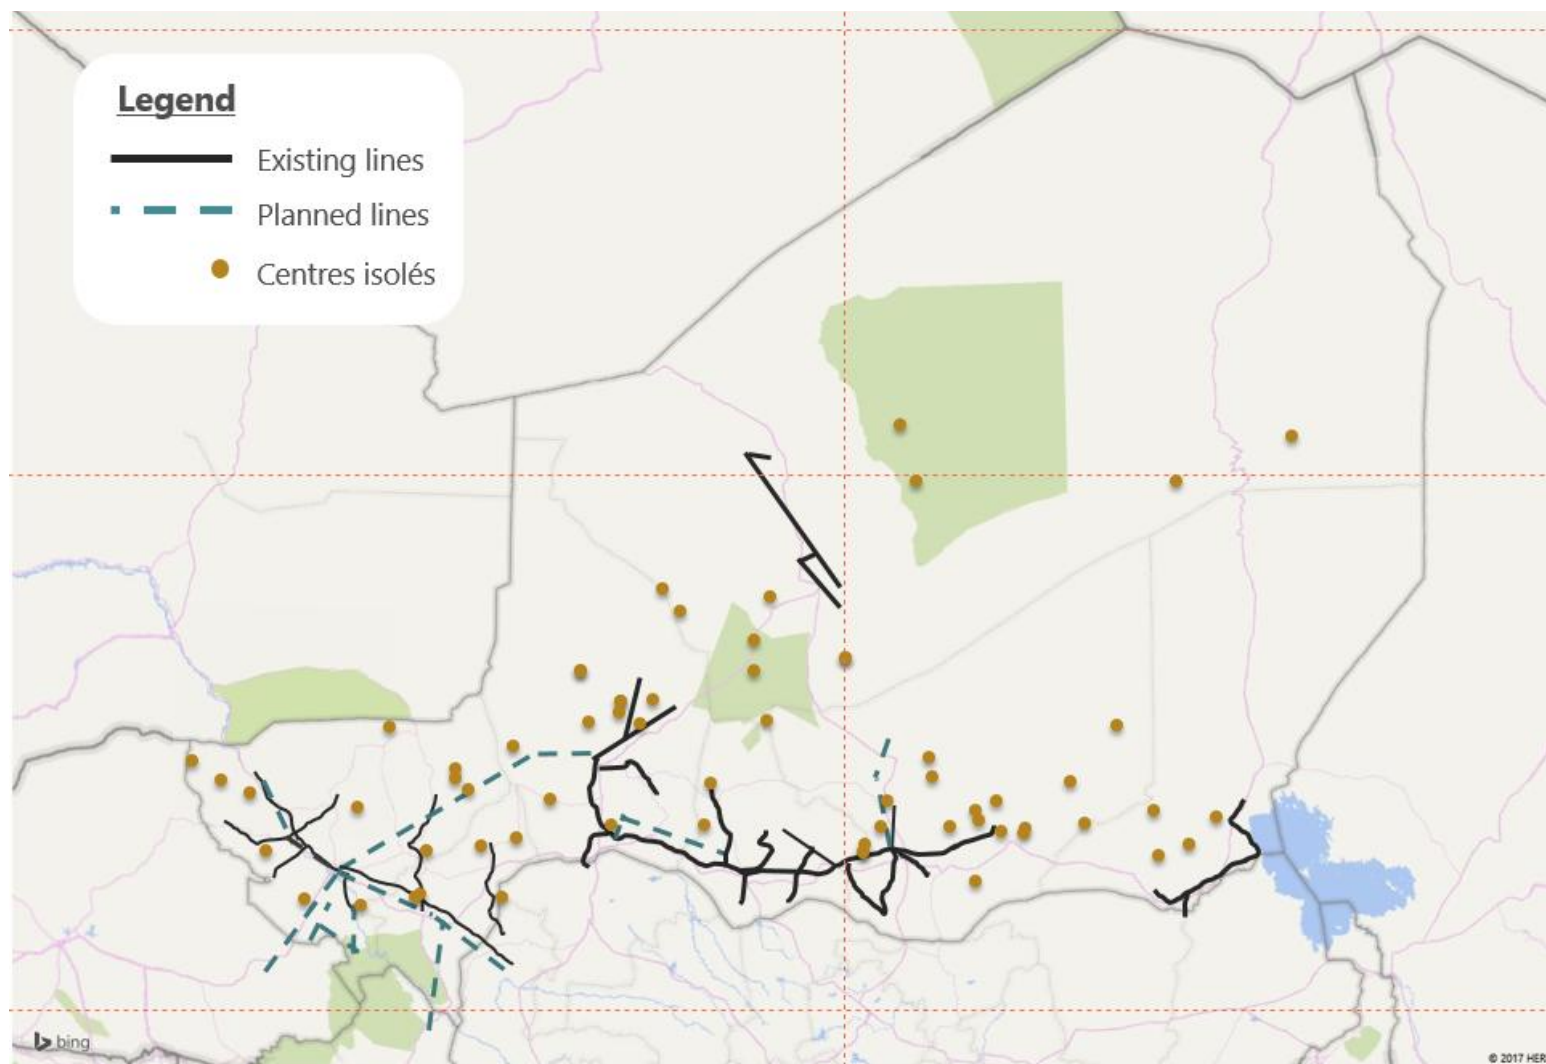 Legend
Existing lines
Planned lines
Centres isolés
bing
© 2017 HER